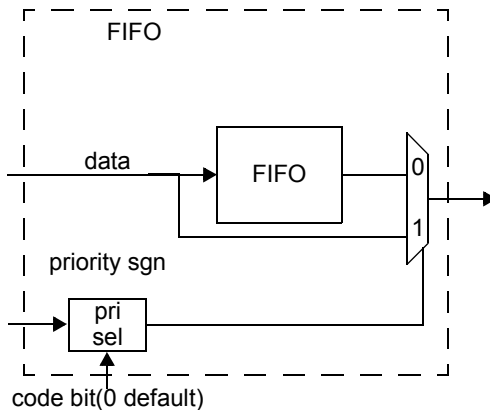 FIFO
data
FIFO
0
1
priority sgn
pri
sel
code bit(0 default)